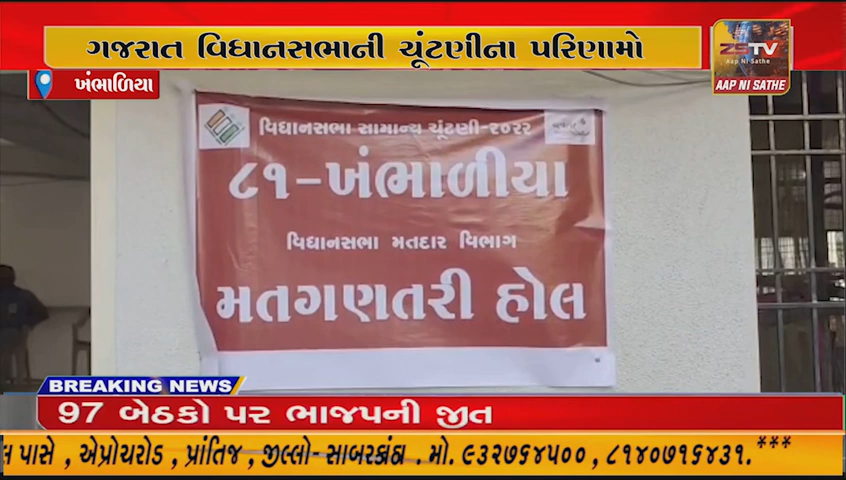 ગજરાત વિધાનસભાની ચૂંટણીના પરિણામો
ZSTV
Aap Ni Sathe
AAP NI SATHE
ખંભાળિયા
વિધાનસભા સામાન્ય ચૂંટણી-૨૦૨૨
૮૧-ખંભાળીયા
વિધાનસભા મતદાર વિભાગ
મતગણતરી હોલ
BREAKING NEWS
97 બેઠકો પર ભાજપની જીત
પાસે , એપ્રોચરોડ , પ્રાંતિજ , જીલ્લો- સાબરકાંઠા . મો. ૯૩૨૭૬૪૫૦૦ , ૮૧૪૦૭૧૬૪૩૧.***